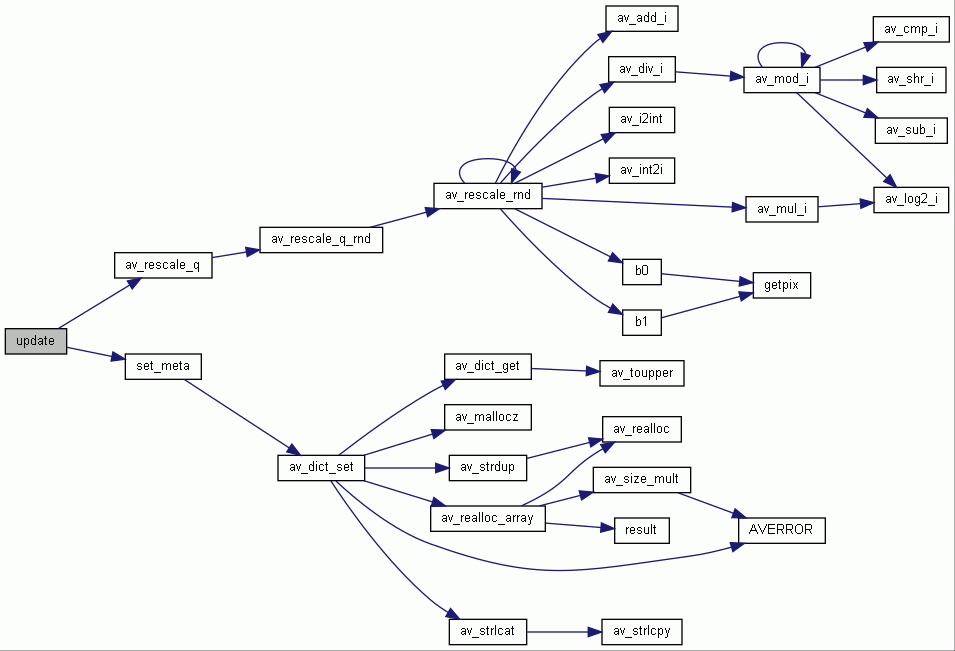 update
av_rescale_q
set_meta
av_rescale_q_rnd
av_dict_set
av_rescale_rnd
av_dict_get
av_mallocz
av_strdup
av_realloc_array
av_strlcat
av_add_i
av_div_i
av_i2int
av_int2i
b0
b1
av_toupper
av_realloc
av_size_mult
result
av_strlcpy
av_mod_i
av_mul_i
getpix
AVERROR
av_cmp_i
av_shr_i
av_sub_i
av_log2_i